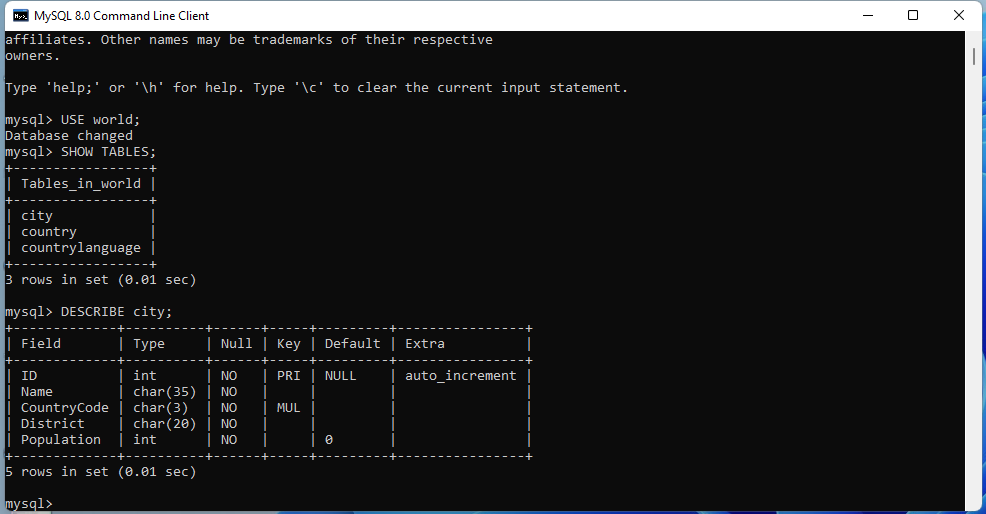 MySQL 8.0 Command Line Client
affiliates. Other names may be trademarks of their respective
owners.
Type 'help;' or '\h' for help. Type '\c' to clear the current input statement.
mysql> USE world;
Database changed
mysql> SHOW TABLES;
+-----------------+
| Tables_in_world |
+-----------------+
| city            |
| country         |
| countrylanguage |
+-----------------+
3 rows in set (0.01 sec)
mysql> DESCRIBE city;
+-------------+----------+------+-----+---------+----------------+
| Field       | Type     | Null | Key | Default | Extra          |
+-------------+----------+------+-----+---------+----------------+
| ID          | int      | NO   | PRI | NULL    | auto_increment |
| Name        | char(35) | NO   |     |         |                |
| CountryCode | char(3)  | NO   | MUL |         |                |
| District    | char(20) | NO   |     |         |                |
| Population  | int      | NO   |     | 0       |                |
+-------------+----------+------+-----+---------+----------------+
5 rows in set (0.01 sec)
mysql>